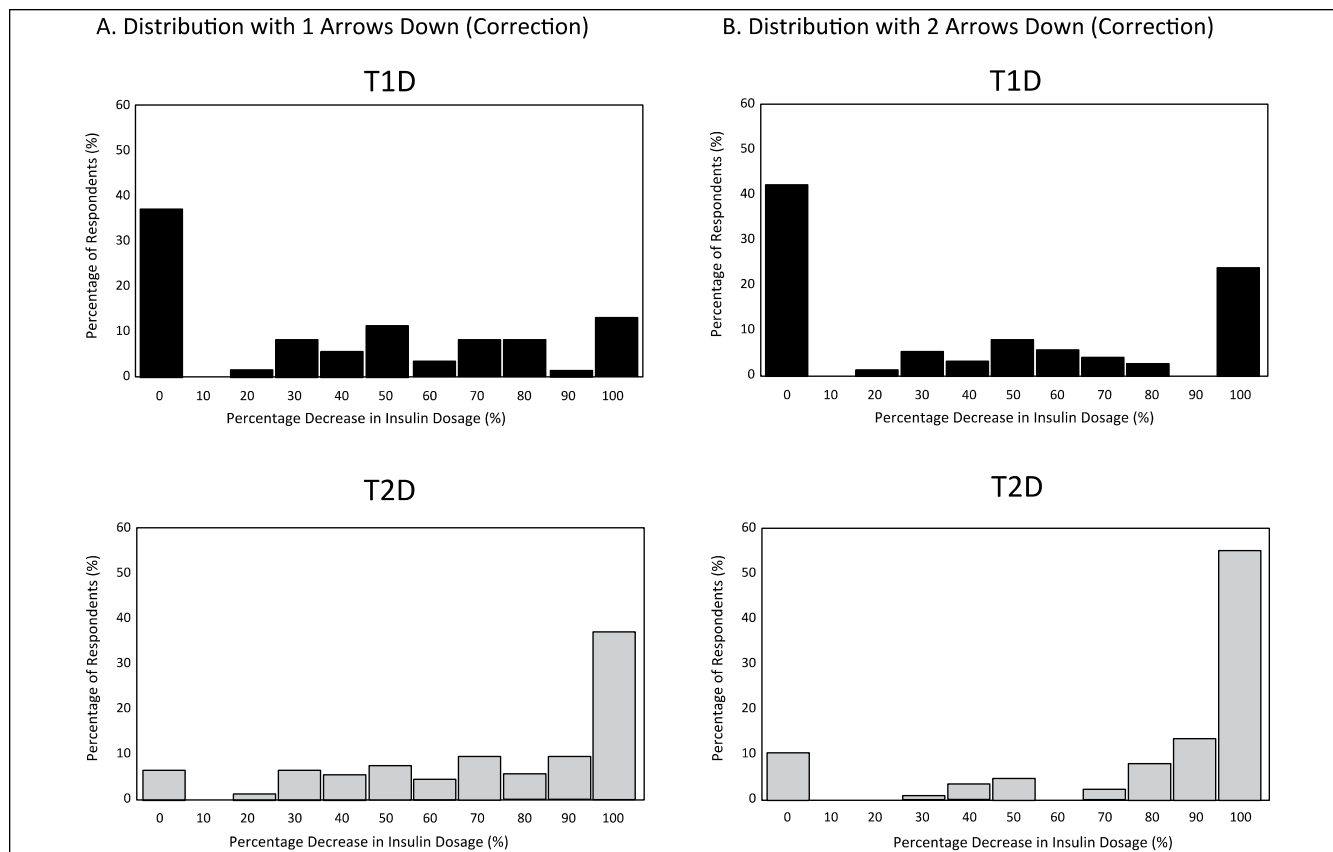 A. Distribution with 1 Arrows Down (Correction)
T1D
Percentage of Respondents (%)
60
50
40
30
20
10
0
0 10 20 30 40 50 60 70 80 90 100
Percentage Decrease in Insulin Dosage (%)
B. Distribution with 2 Arrows Down (Correction)
T1D
Percentage of Respondents (%)
60
50
40
30
20
10
0
0 10 20 30 40 50 60 70 80 90 100
Percentage Decrease in Insulin Dosage (%)
T2D
Percentage of Respondents (%)
60
50
40
30
20
10
0
0 10 20 30 40 50 60 70 80 90 100
Percentage Decrease in Insulin Dosage (%)
T2D
Percentage of Respondents (%)
60
50
40
30
20
10
0
0 10 20 30 40 50 60 70 80 90 100
Percentage Decrease in Insulin Dosage (%)